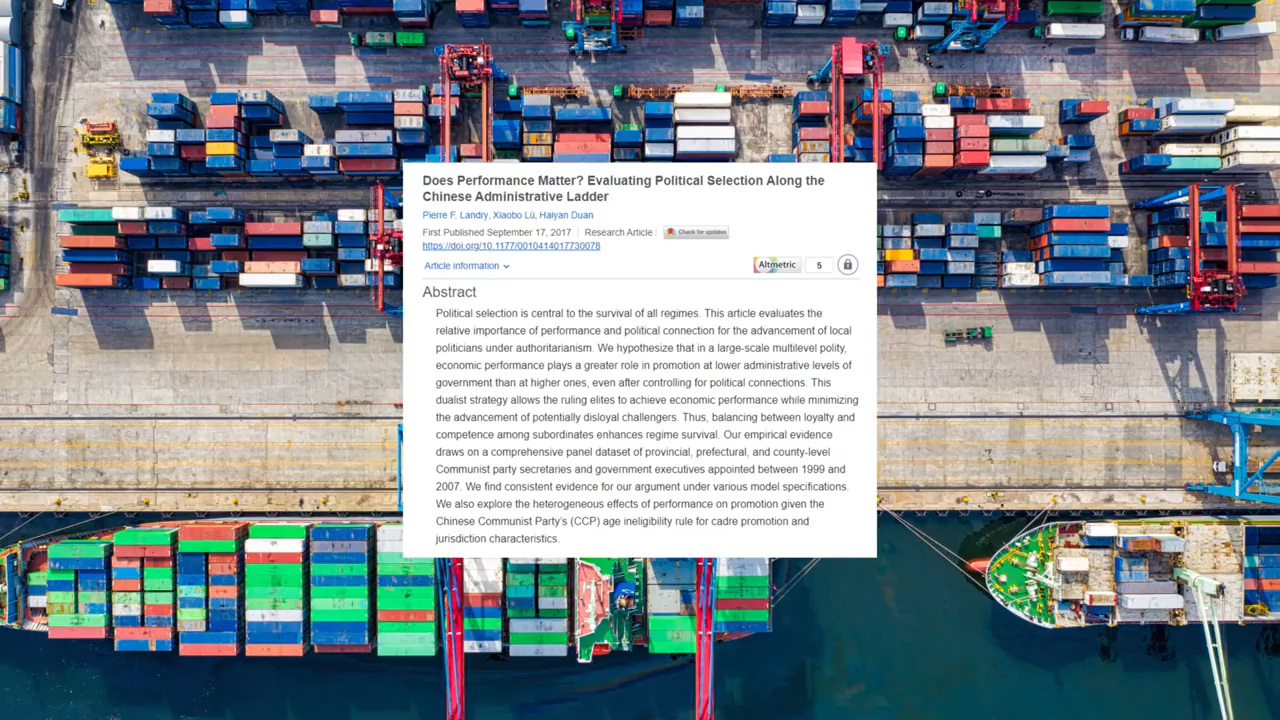 Does Performance Matter? Evaluating Political Selection Along the
Chinese Administrative Ladder
Pierre F. Landry, Xiaobo Lü, Haiyan Duan
First Published September 17, 2017 | Research Article | Check for updates
https://doi.org/10.1177/0010414017730078
Article information
Altmetric 5
Abstract
Political selection is central to the survival of all regimes. This article evaluates the
relative importance of performance and political connection for the advancement of local
politicians under authoritarianism. We hypothesize that in a large-scale multilevel polity,
economic performance plays a greater role in promotion at lower administrative levels of
government than at higher ones, even after controlling for political connections. This
dualist strategy allows the ruling elites to achieve economic performance while minimizing
the advancement of potentially disloyal challengers. Thus, balancing between loyalty and
competence among subordinates enhances regime survival. Our empirical evidence
draws on a comprehensive panel dataset of provincial, prefectural, and county-level
Communist party secretaries and government executives appointed between 1999 and
2007. We find consistent evidence for our argument under various model specifications.
We also explore the heterogeneous effects of performance on promotion given the
Chinese Communist Party's (CCP) age ineligibility rule for cadre promotion and
jurisdiction characteristics.